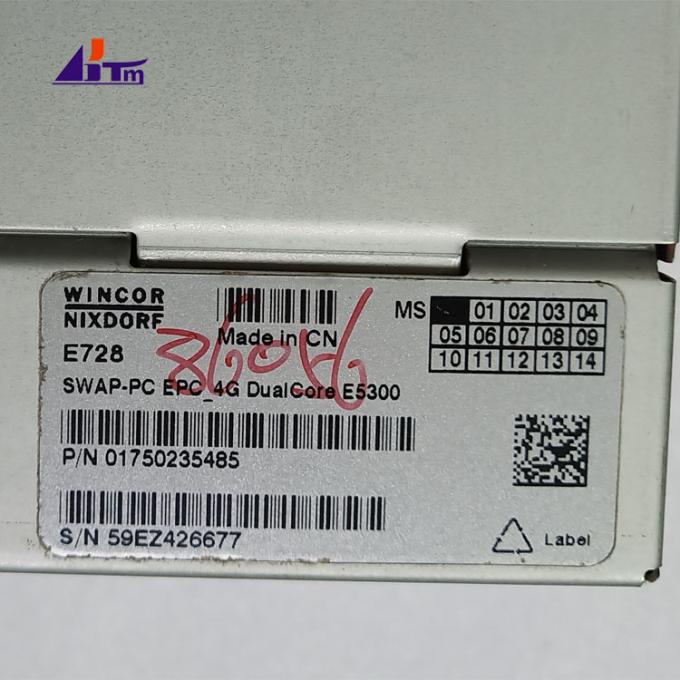 ATM
WINCOR
NIXDORF
Made in CN
E728
SWAP-PC EPC_4G DualCore E5300
P/N 01750235485
S/N 59EZ426677
MS 01 02 03 04
05 06 07 08 09
10 11 12 13 14
Label